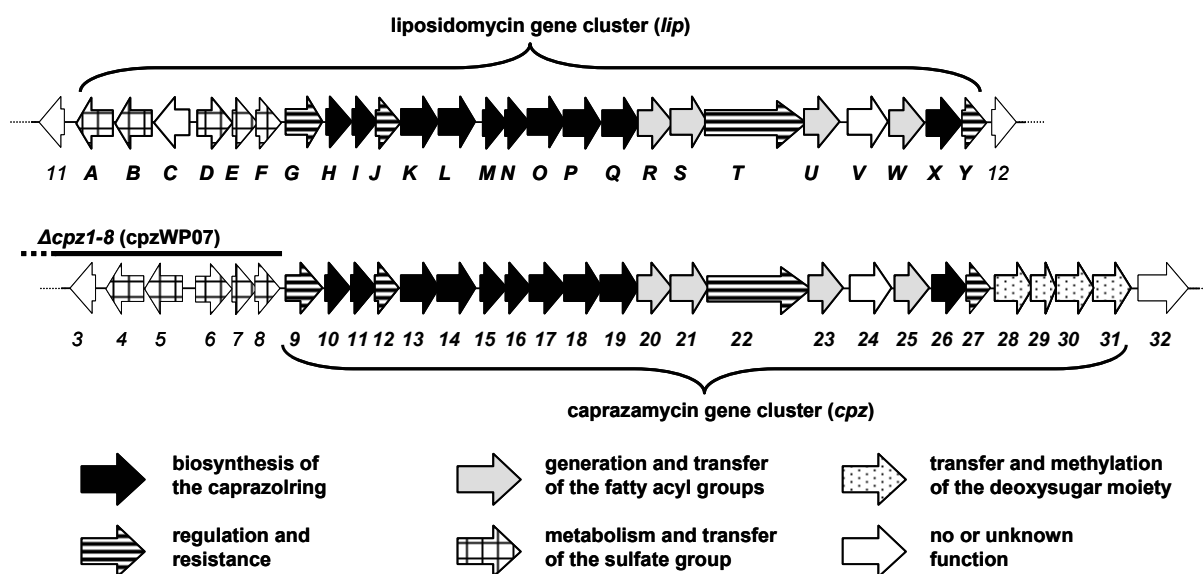 liposidomycin gene cluster (lip)
11 A B C D E F G H I J K L M N O P Q R S T U V W X Y 12
Δcpz1-8 (cpzWP07)
3 4 5 6 7 8 9 10 11 12 13 14 15 16 17 18 19 20 21 22 23 24 25 26 27 28 29 30 31 32
caprazamycin gene cluster (cpz)
biosynthesis of
the caprazolring
generation and transfer
of the fatty acyl groups
transfer and methylation
of the deoxysugar moiety
regulation and
resistance
metabolism and transfer
of the sulfate group
no or unknown
function